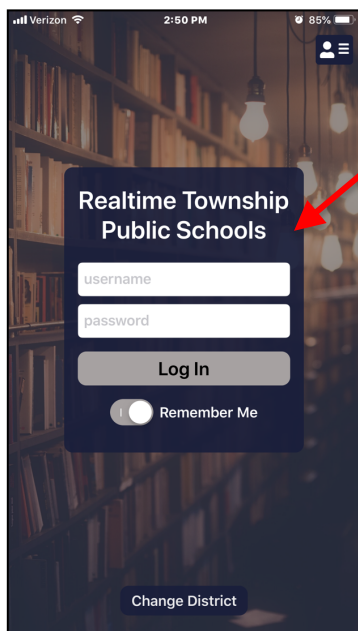 Verizon 2:50 PM 85%
Realtime Township
Public Schools
username
password
Log In
Remember Me
Change District